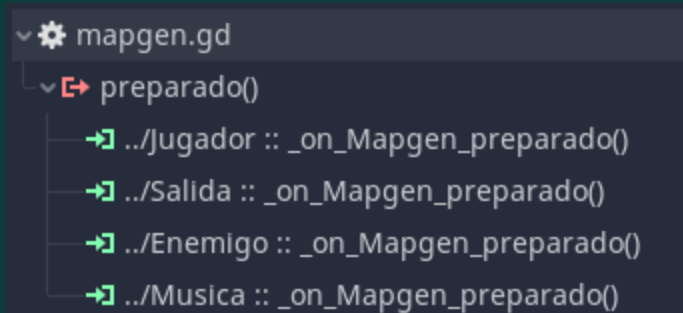 mapgen.gd
preparado()
../Jugador :: _on_Mapgen_preparado()
../Salida :: _on_Mapgen_preparado()
../Enemigo :: _on_Mapgen_preparado()
../Musica :: _on_Mapgen_preparado()